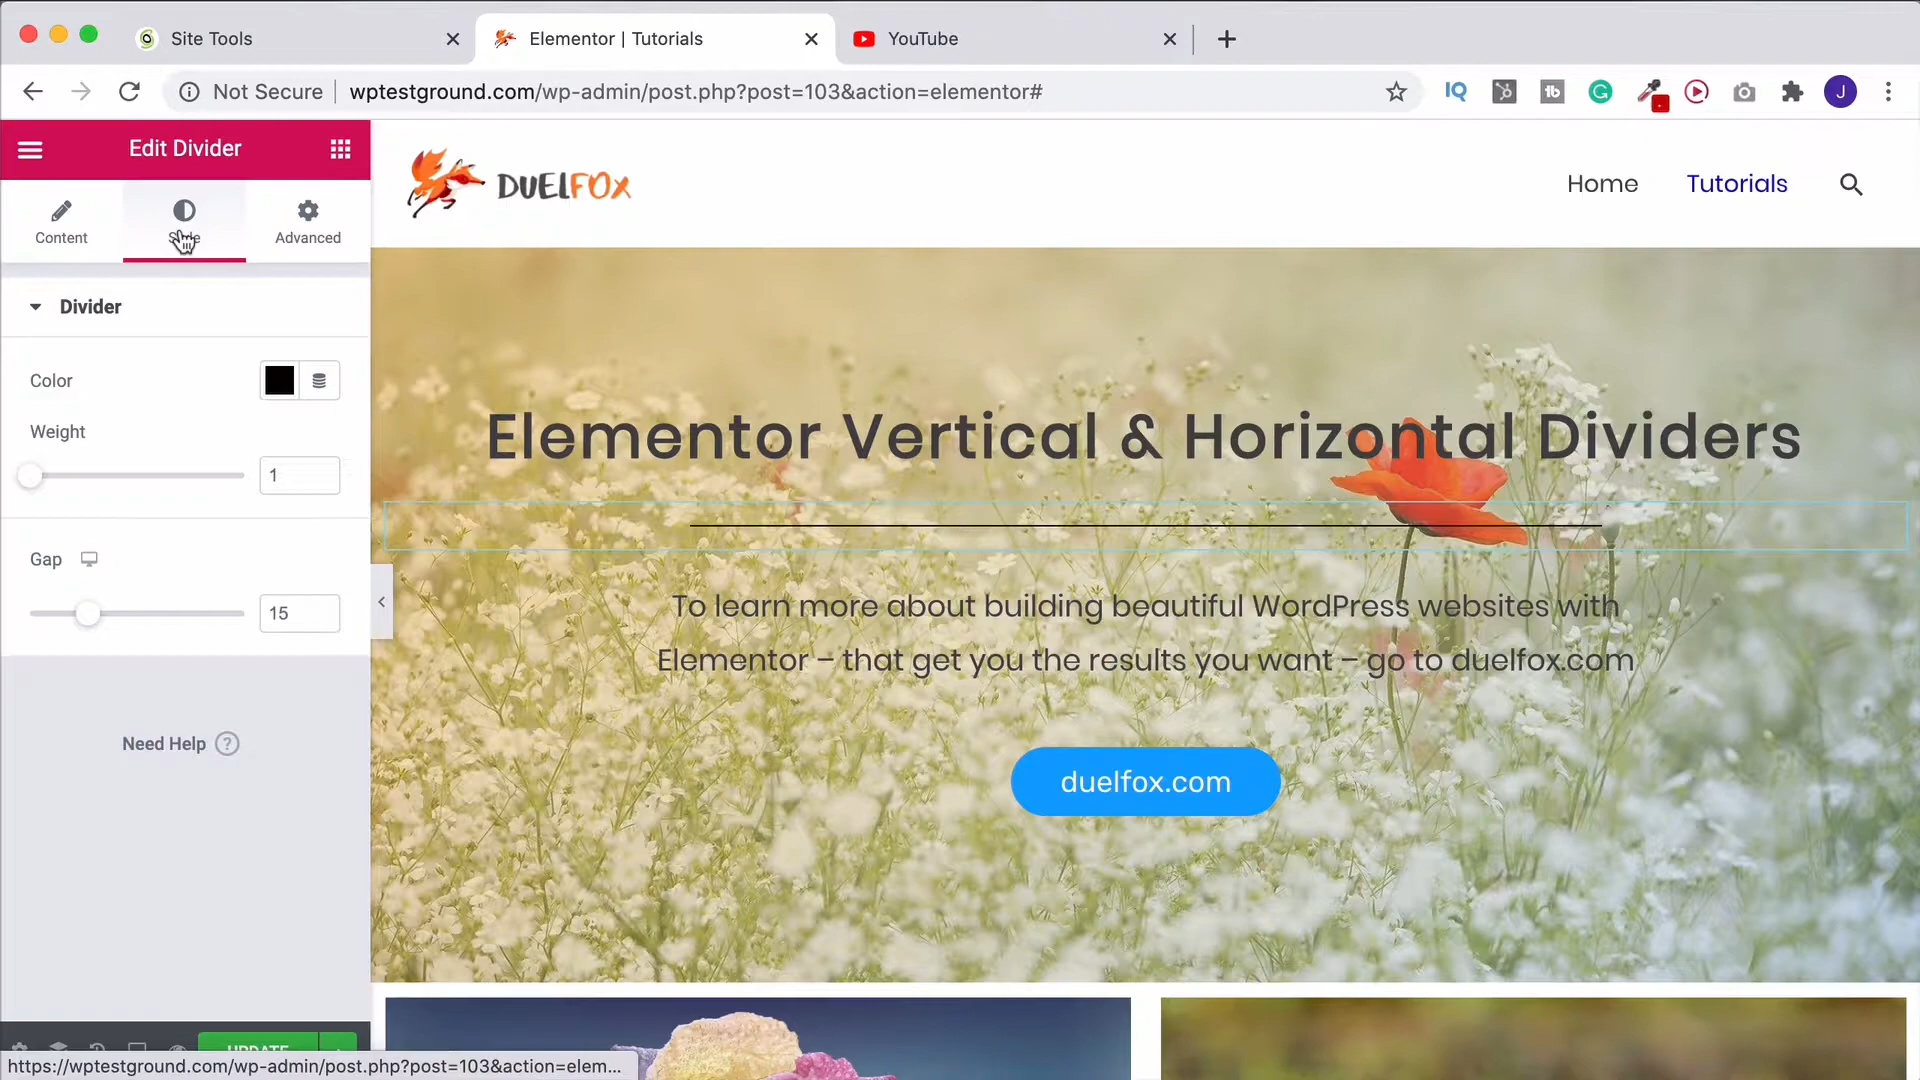 Site Tools
Elementor | Tutorials
YouTube
Not Secure
wptestground.com/wp-admin/post.php?post=103&action=elementor#
IQ
tb
J
Edit Divider
DUELFOX
Home
Tutorials
Content
Advanced
Divider
Color
Weight
1
Gap
15
Need Help ?
Elementor Vertical & Horizontal Dividers
To learn more about building beautiful WordPress websites with
Elementor – that get you the results you want – go to duelfox.com
duelfox.com
UPDATE
https://wptestground.com/wp-admin/post.php?post=103&action=elem...